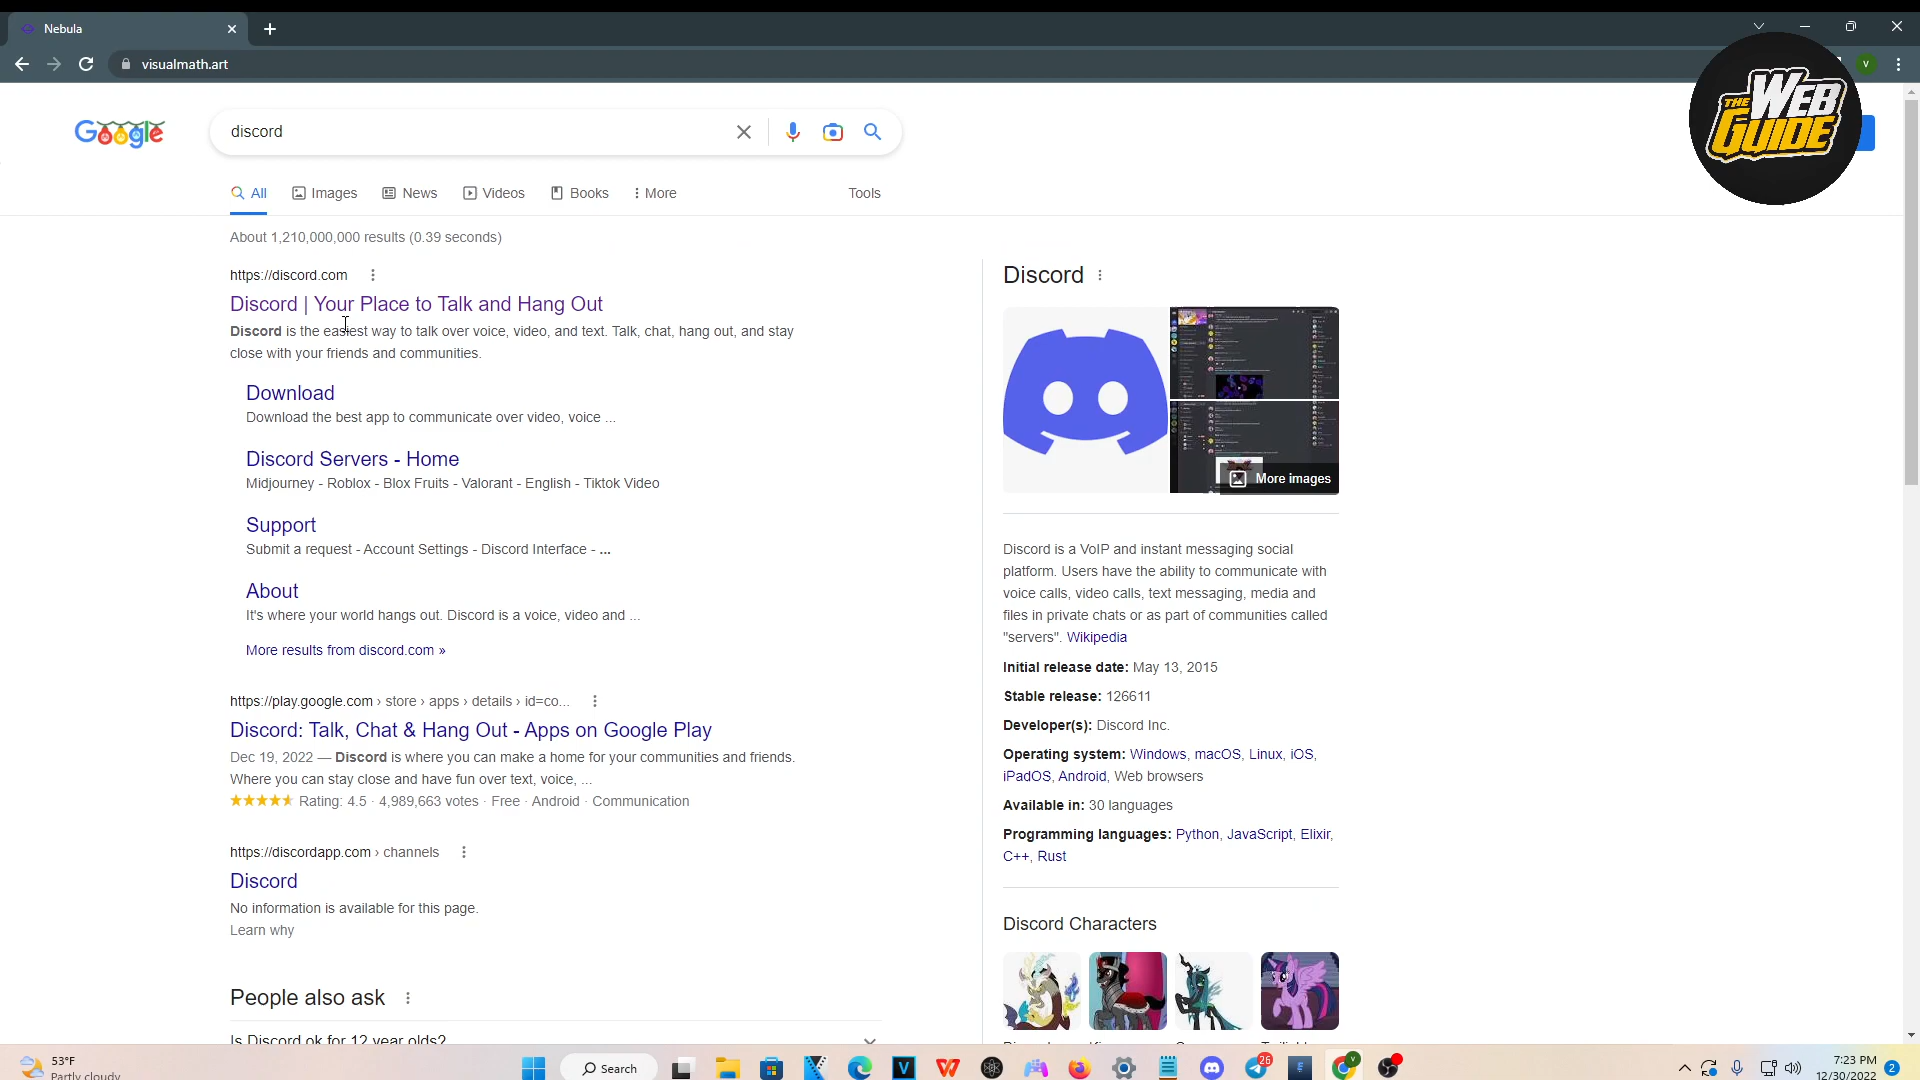 Nebula
visualmath.art
V
THE WEB GUIDE
Google
discord
All
Images
News
Videos
Books
More
Tools
About 1,210,000,000 results (0.39 seconds)
https://discord.com
Discord | Your Place to Talk and Hang Out
Discord is the easiest way to talk over voice, video, and text. Talk, chat, hang out, and stay
close with your friends and communities.
Download
Download the best app to communicate over video, voice ...
Discord Servers - Home
Midjourney - Roblox - Blox Fruits - Valorant - English - Tiktok Video
Support
Submit a request - Account Settings - Discord Interface - ...
About
It's where your world hangs out. Discord is a voice, video and ...
More results from discord.com »
https://play.google.com › store › apps › details › id=co...
Discord: Talk, Chat & Hang Out - Apps on Google Play
Dec 19, 2022 — Discord is where you can make a home for your communities and friends.
Where you can stay close and have fun over text, voice, ...
Rating: 4.5 · 4,989,663 votes · Free · Android · Communication
https://discordapp.com › channels
Discord
No information is available for this page.
Learn why
People also ask
Is Discord ok for 12 year olds?
Discord
More images
Discord is a VoIP and instant messaging social
platform. Users have the ability to communicate with
voice calls, video calls, text messaging, media and
files in private chats or as part of communities called
"servers". Wikipedia
Initial release date: May 13, 2015
Stable release: 126611
Developer(s): Discord Inc.
Operating system: Windows, macOS, Linux, iOS,
iPadOS, Android, Web browsers
Available in: 30 languages
Programming languages: Python, JavaScript, Elixir,
C++, Rust
Discord Characters
53°F
Partly cloudy
Search
26
7:23 PM
12/30/2022
2